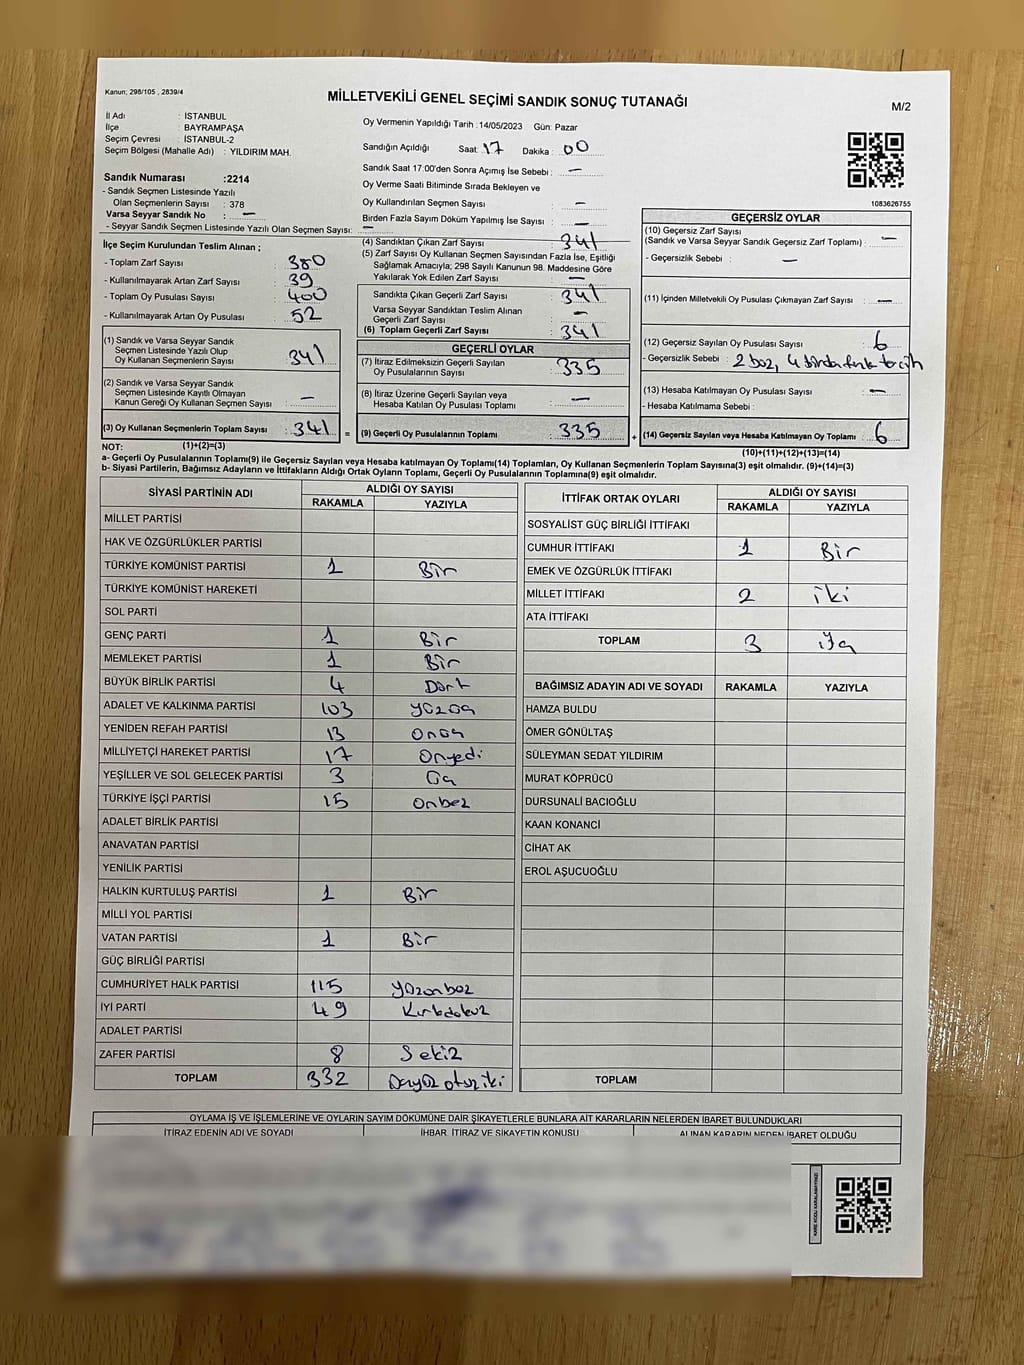 Kanun; 298/105 , 2839/4
MİLLETVEKİLİ GENEL SEÇİMİ SANDIK SONUÇ TUTANAĞI
M/2
İl Adı : İSTANBUL
İlçe : BAYRAMPAŞA
Seçim Çevresi : İSTANBUL-2
Seçim Bölgesi (Mahalle Adı) : YILDIRIM MAH.
Sandık Numarası :2214
- Sandık Seçmen Listesinde Yazılı
Olan Seçmenlerin Sayısı : 378
Varsa Seyyar Sandık No : —
- Seyyar Sandık Seçmen Listesinde Yazılı Olan Seçmen Sayısı: —
İlçe Seçim Kurulundan Teslim Alınan ;
- Toplam Zarf Sayısı : 380
- Kullanılmayarak Artan Zarf Sayısı : 39
- Toplam Oy Pusulası Sayısı : 400
- Kullanılmayarak Artan Oy Pusulası : 52
(1) Sandık ve Varsa Seyyar Sandık
Seçmen Listesinde Yazılı Olup
Oy Kullanan Seçmenlerin Sayısı : 341
(2) Sandık ve Varsa Seyyar Sandık
Seçmen Listesinde Kayıtlı Olmayan
Kanun Gereği Oy Kullanan Seçmen Sayısı : —
(3) Oy Kullanan Seçmenlerin Toplam Sayısı : 341 =
Oy Vermenin Yapıldığı Tarih :14/05/2023 Gün: Pazar
Sandığın Açıldığı Saat: 17 Dakika : 00
Sandık Saat 17:00'den Sonra Açımış İse Sebebi : —
Oy Verme Saati Bitiminde Sırada Bekleyen ve
Oy Kullandırılan Seçmen Sayısı : —
Birden Fazla Sayım Döküm Yapılmış İse Sayısı : —
(4) Sandıktan Çıkan Zarf Sayısı : 341
(5) Zarf Sayısı Oy Kullanan Seçmen Sayısından Fazla İse, Eşitliği
Sağlamak Amacıyla; 298 Sayılı Kanunun 98. Maddesine Göre
Yakılarak Yok Edilen Zarf Sayısı : —
Sandıkta Çıkan Geçerli Zarf Sayısı : 341
Varsa Seyyar Sandıktan Teslim Alınan
Geçerli Zarf Sayısı : —
(6) Toplam Geçerli Zarf Sayısı : 341
GEÇERLİ OYLAR
(7) İtiraz Edilmeksizin Geçerli Sayılan
Oy Pusulalarının Sayısı : 335
(8) İtiraz Üzerine Geçerli Sayılan veya
Hesaba Katılan Oy Pusulası Toplamı : —
(9) Geçerli Oy Pusulalarının Toplamı : 335 +
1083626755
GEÇERSİZ OYLAR
(10) Geçersiz Zarf Sayısı
(Sandık ve Varsa Seyyar Sandık Geçersiz Zarf Toplamı) : —
- Geçersizlik Sebebi : —
(11) İçinden Milletvekili Oy Pusulası Çıkmayan Zarf Sayısı : —
(12) Geçersiz Sayılan Oy Pusulası Sayısı : 6
- Geçersizlik Sebebi : 2 boz, 4 birden fazla tercih
(13) Hesaba Katılmayan Oy Pusulası Sayısı : —
- Hesaba Katılmama Sebebi :
(14) Geçersiz Sayılan veya Hesaba Katılmayan Oy Toplamı : 6
NOT: (1)+(2)=(3)
(10)+(11)+(12)+(13)=(14)
a- Geçerli Oy Pusulalarının Toplamı(9) ile Geçersiz Sayılan veya Hesaba katılmayan Oy Toplamı(14) Toplamları, Oy Kullanan Seçmenlerin Toplam Sayısına(3) eşit olmalıdır. (9)+(14)=(3)
b- Siyasi Partilerin, Bağımsız Adayların ve İttifakların Aldığı Ortak Oyların Toplamı, Geçerli Oy Pusulalarının Toplamına(9) eşit olmalıdır.
SİYASİ PARTİNİN ADI ALDIĞI OY SAYISI
RAKAMLA YAZIYLA
MİLLET PARTİSİ
HAK VE ÖZGÜRLÜKLER PARTİSİ
TÜRKİYE KOMÜNİST PARTİSİ 1 Bir
TÜRKİYE KOMÜNİST HAREKETİ
SOL PARTİ
GENÇ PARTİ 1 Bir
MEMLEKET PARTİSİ 1 Bir
BÜYÜK BİRLİK PARTİSİ 4 Dört
ADALET VE KALKINMA PARTİSİ 103 yüzüç
YENİDEN REFAH PARTİSİ 13 onüç
MİLLİYETÇİ HAREKET PARTİSİ 17 Onyedi
YEŞİLLER VE SOL GELECEK PARTİSİ 3 Üç
TÜRKİYE İŞÇİ PARTİSİ 15 onbeş
ADALET BİRLİK PARTİSİ
ANAVATAN PARTİSİ
YENİLİK PARTİSİ
HALKIN KURTULUŞ PARTİSİ 1 Bir
MİLLİ YOL PARTİSİ
VATAN PARTİSİ 1 Bir
GÜÇ BİRLİĞİ PARTİSİ
CUMHURİYET HALK PARTİSİ 115 yüzonbeş
İYİ PARTİ 49 Kırkdokuz
ADALET PARTİSİ
ZAFER PARTİSİ 8 Sekiz
TOPLAM 332 üçyüz otuz iki
İTTİFAK ORTAK OYLARI ALDIĞI OY SAYISI
RAKAMLA YAZIYLA
SOSYALİST GÜÇ BİRLİĞİ İTTİFAKI
CUMHUR İTTİFAKI 1 Bir
EMEK VE ÖZGÜRLÜK İTTİFAKI
MİLLET İTTİFAKI 2 iki
ATA İTTİFAKI
TOPLAM 3 üç
BAĞIMSIZ ADAYIN ADI VE SOYADI RAKAMLA YAZIYLA
HAMZA BULDU
ÖMER GÖNÜLTAŞ
SÜLEYMAN SEDAT YILDIRIM
MURAT KÖPRÜCÜ
DURSUNALİ BACIOĞLU
KAAN KONANCİ
CİHAT AK
EROL AŞUCUOĞLU
TOPLAM
OYLAMA İŞ VE İŞLEMLERİNE VE OYLARIN SAYIM DÖKÜMÜNE DAİR ŞİKAYETLERLE BUNLARA AİT KARARLARIN NELERDEN İBARET BULUNDUKLARI
İTİRAZ EDENİN ADI VE SOYADI İHBAR, İTİRAZ VE ŞİKAYETİN KONUSU ALINAN KARARIN NEDEN İBARET OLDUĞU
KARE KODU KARALAMAYINIZ!